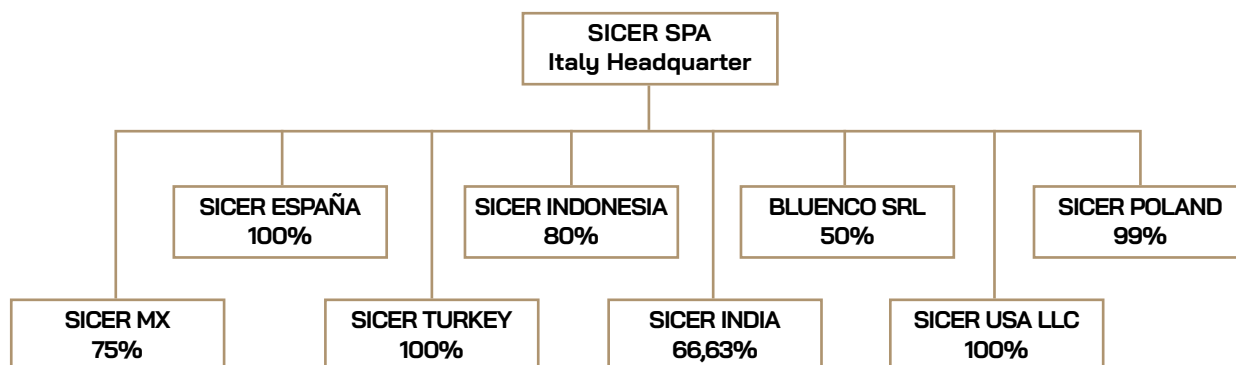 SICER SPA
Italy Headquarter
SICER ESPAÑA
100%
SICER INDONESIA
80%
BLUENCO SRL
50%
SICER POLAND
99%
SICER MX
75%
SICER TURKEY
100%
SICER INDIA
66,63%
SICER USA LLC
100%